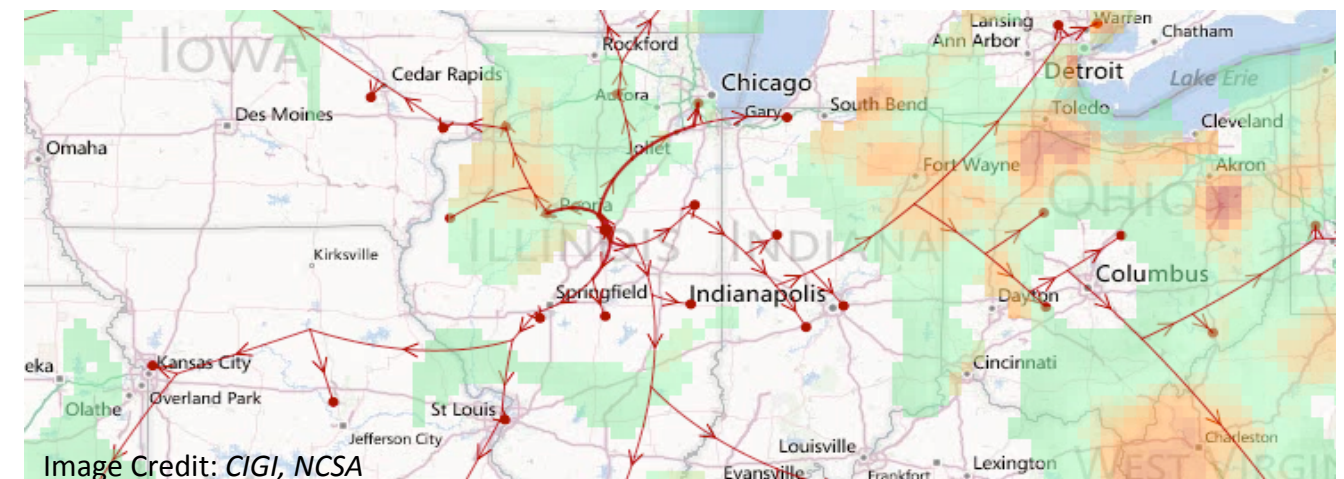 IOWA
Rockford
Lansing
Warren
Ann Arbor
Chatham
Cedar Rapids
Chicago
Detroit
Lake Erie
Aurora
Gary
South Bend
Toledo
Des Moines
Cleveland
Omaha
Joliet
Fort Wayne
Akron
OHIO
Peoria
ILLINOIS
INDIANA
Kirksville
Columbus
Springfield
Indianapolis
Dayton
eka
Kansas City
Cincinnati
Olathe
Overland Park
St Louis
Jefferson City
Louisville
Charleston
Evansville
Frankfort
Lexington
WEST VIRGIN
Image Credit: CIGI, NCSA